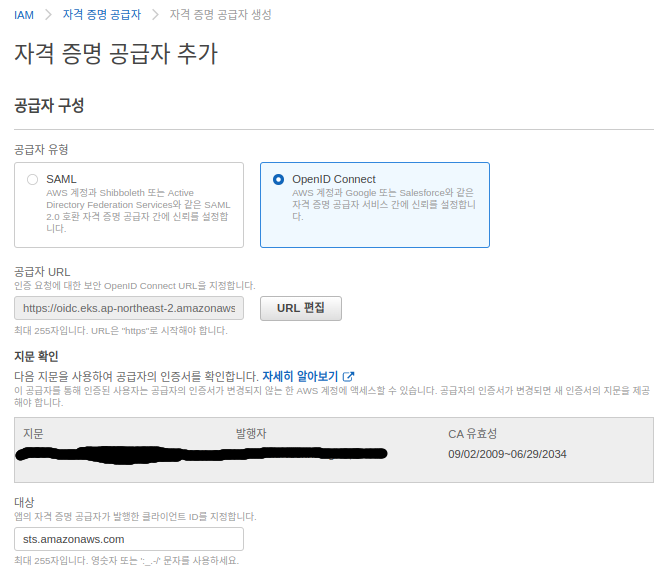 IAM > 자격 증명 공급자 > 자격 증명 공급자 생성
자격 증명 공급자 추가
공급자 구성
공급자 유형
SAML
AWS 계정과 Shibboleth 또는 Active
Directory Federation Services와 같은 SAML
2.0 호환 자격 증명 공급자 간에 신뢰를 설정합
니다.
OpenID Connect
AWS 계정과 Google 또는 Salesforce와 같은
자격 증명 공급자 서비스 간에 신뢰를 설정합니
다.
공급자 URL
인증 요청에 대한 보안 OpenID Connect URL을 지정합니다.
https://oidc.eks.ap-northeast-2.amazonaws
URL 편집
최대 255자입니다. URL은 "https"로 시작해야 합니다.
지문 확인
다음 지문을 사용하여 공급자의 인증서를 확인합니다. 자세히 알아보기
이 공급자를 통해 인증된 사용자는 공급자의 인증서가 변경되지 않는 한 AWS 계정에 액세스할 수 있습니다. 공급자의 인증서가 변경되면 새 인증서의 지문을 제공
해야 합니다.
지문 발행자 CA 유효성
09/02/2009~06/29/2034
대상
앱의 자격 증명 공급자가 발행한 클라이언트 ID를 지정합니다.
sts.amazonaws.com
최대 255자입니다. 영숫자 또는 ':_.-/' 문자를 사용하세요.